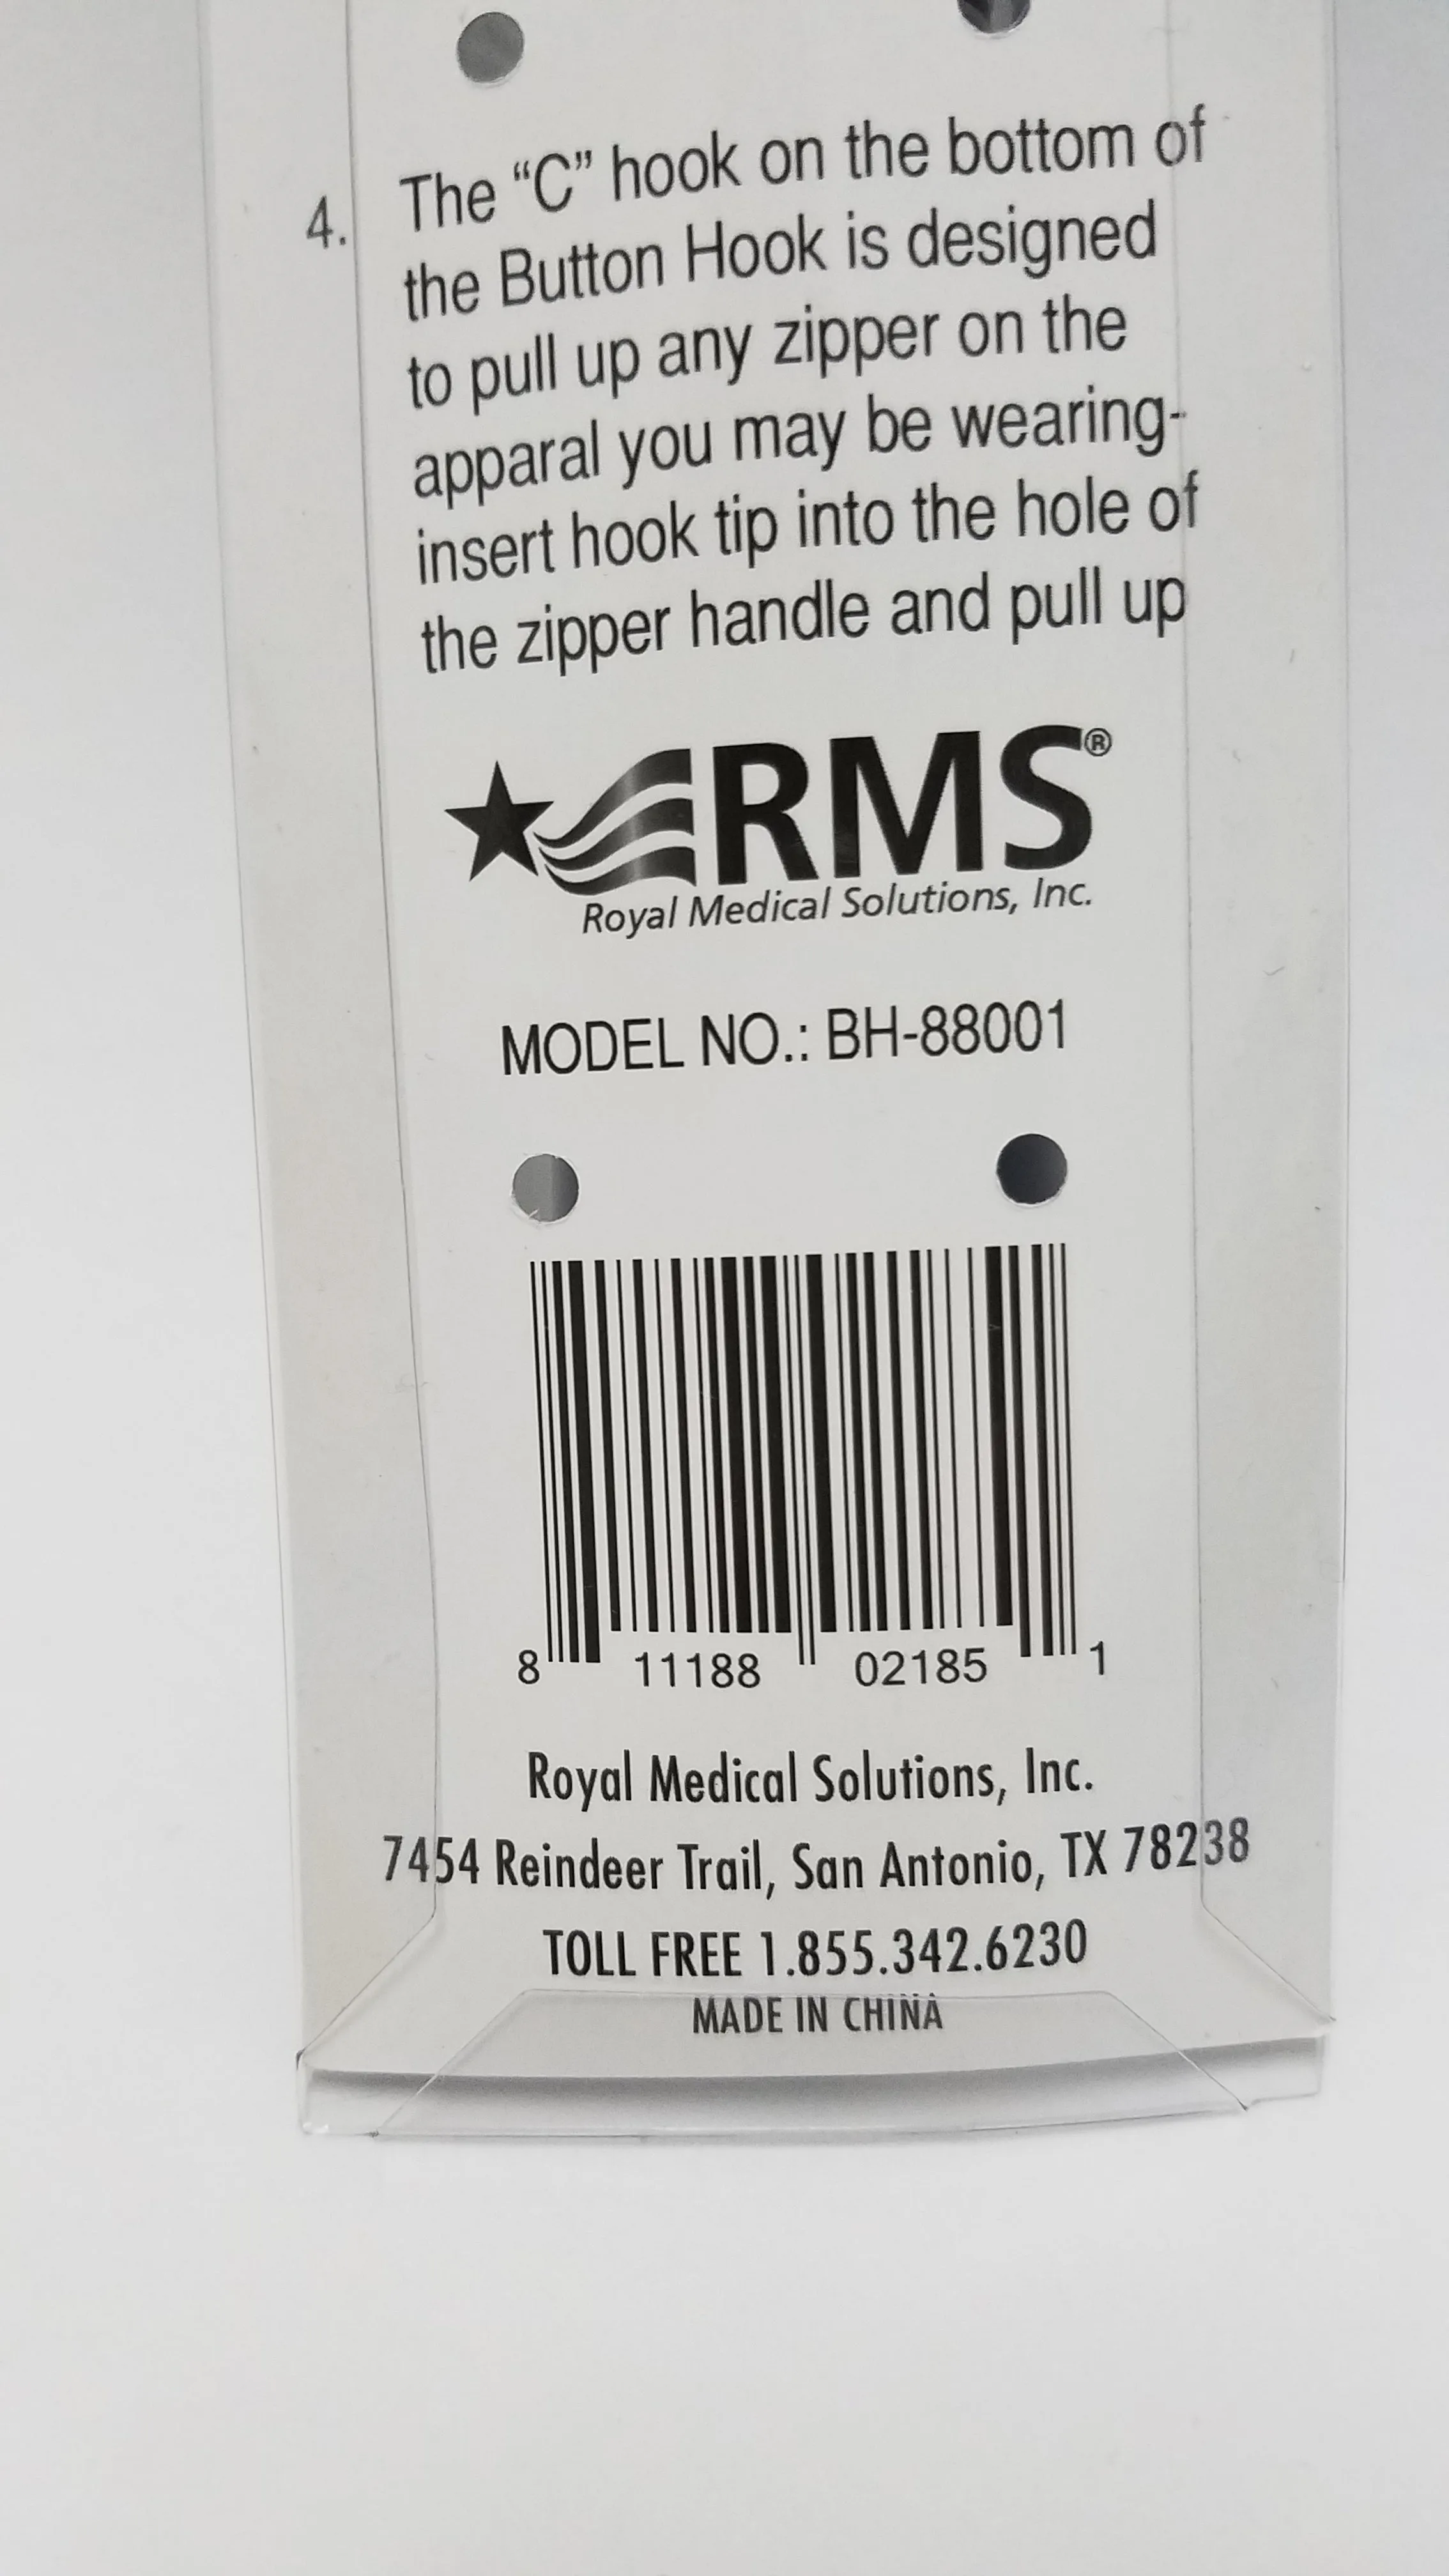 4. The “C” hook on the bottom of
the Button Hook is designed
to pull up any zipper on the
apparal you may be wearing-
insert hook tip into the hole of
the zipper handle and pull up
RMS®
Royal Medical Solutions, Inc.
MODEL NO.: BH-88001
8 11188 02185 1
Royal Medical Solutions, Inc.
7454 Reindeer Trail, San Antonio, TX 78238
TOLL FREE 1.855.342.6230
MADE IN CHINA